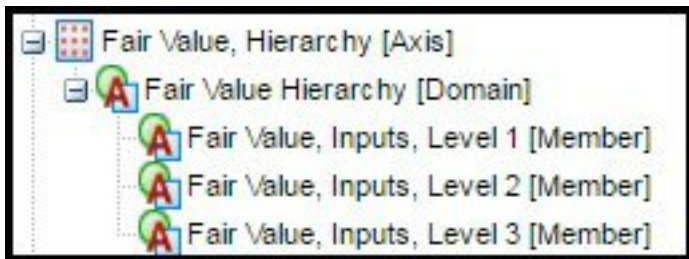 Fair Value, Hierarchy [Axis]
Fair Value Hierarchy [Domain]
Fair Value, Inputs, Level 1 [Member]
Fair Value, Inputs, Level 2 [Member]
Fair Value, Inputs, Level 3 [Member]